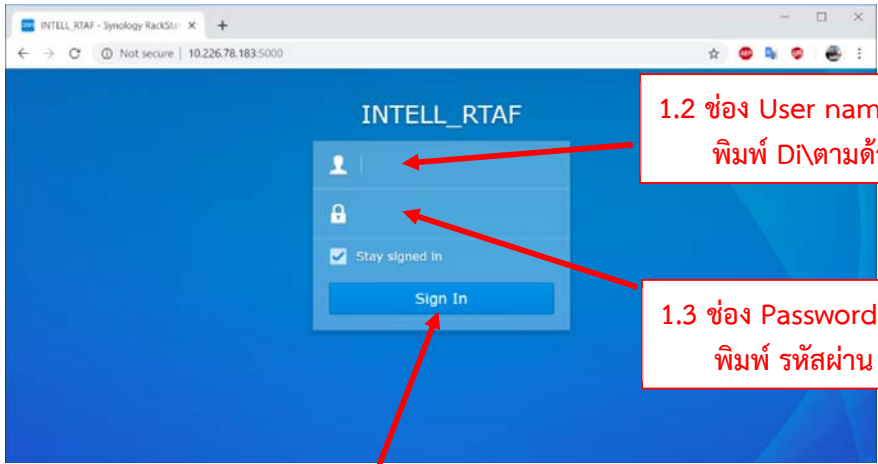 INTELL_RTAF - Synology RackSta
Not secure | 10.226.78.183:5000
INTELL_RTAF
1.2 ช่อง User nam
พิมพ์ Di\ตามด้
Stay signed in
Sign In
1.3 ช่อง Password
พิมพ์ รหัสผ่าน